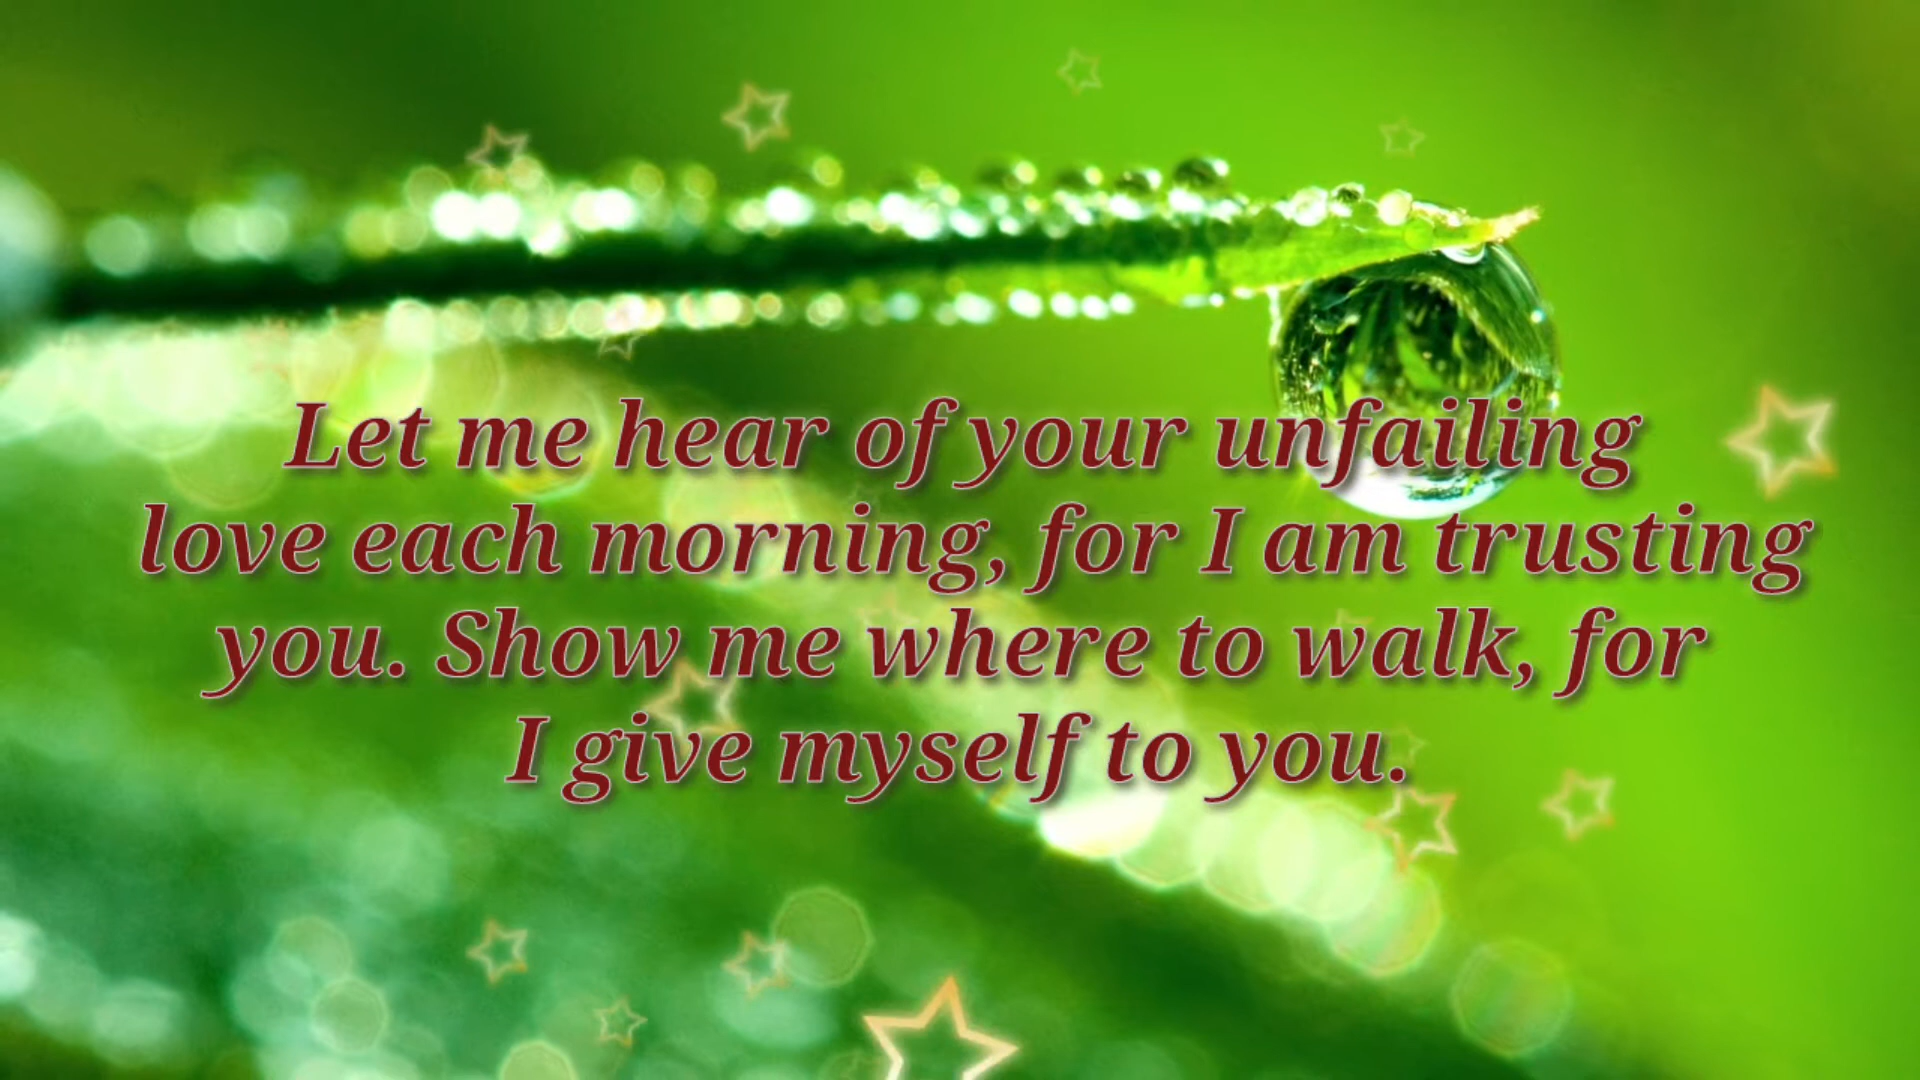 Let me hear of your unfailing
love each morning, for I am trusting
you. Show me where to walk, for
I give myself to you.